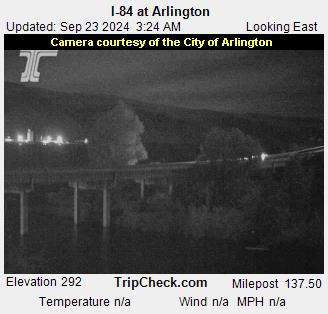 I-84 at Arlington
Updated: Sep 23 2024 3:24 AM Looking East
Camera courtesy of the City of Arlington
Elevation 292 TripCheck.com Milepost 137.50
Temperature n/a Wind n/a MPH n/a